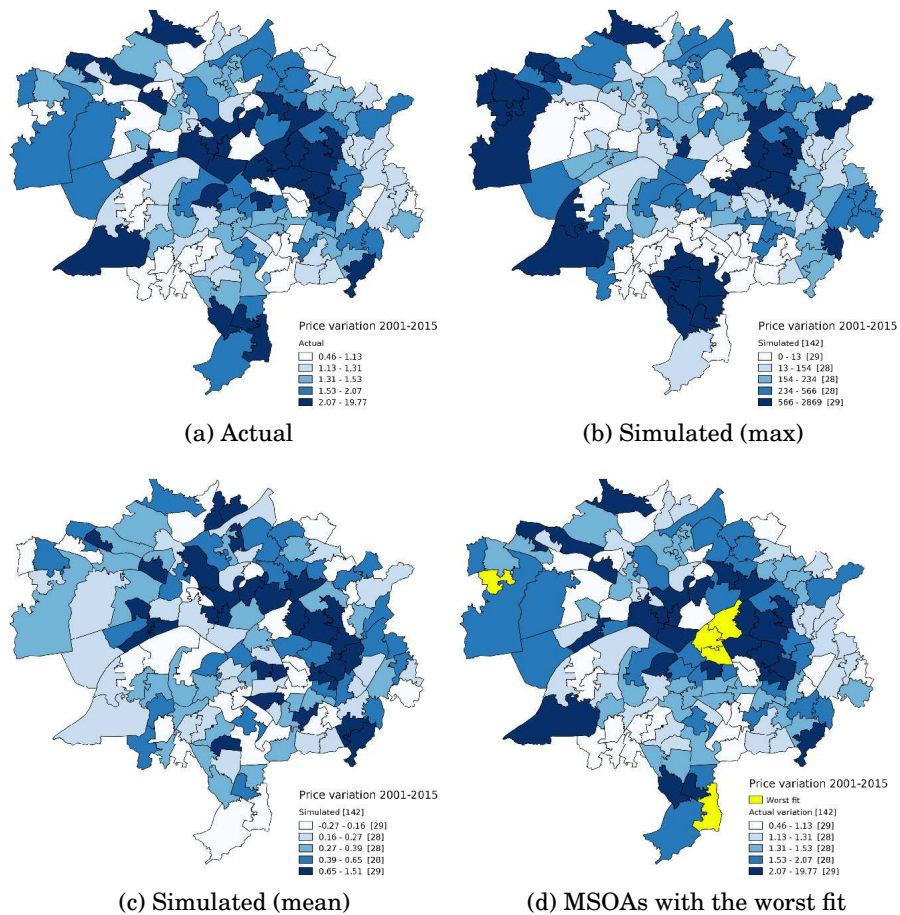 Price variation 2001-2015
Actual
0.46 - 1.13
1.13 - 1.31
1.31 - 1.53
1.53 - 2.07
2.07 - 19.77
(a) Actual
Price variation 2001-2015
Simulated [142]
0 - 13 [29]
13 - 154 [28]
154 - 234 [28]
234 - 566 [28]
566 - 2869 [29]
(b) Simulated (max)
Price variation 2001-2015
Simulated [142]
-0.27 - 0.16 [29]
0.16 - 0.27 [28]
0.27 - 0.39 [28]
0.39 - 0.65 [28]
0.65 - 1.51 [29]
(c) Simulated (mean)
Price variation 2001-2015
Worst fit
Actual variation [142]
0.46 - 1.13 [29]
1.13 - 1.31 [28]
1.31 - 1.53 [28]
1.53 - 2.07 [28]
2.07 - 19.77 [29]
(d) MSOAs with the worst fit